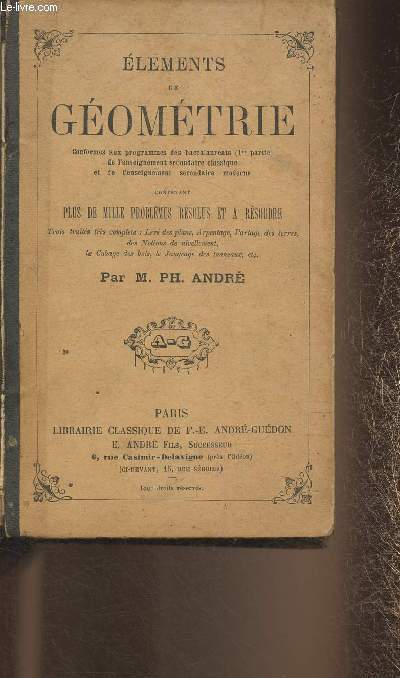 le-livre.fr
ÉLEMENTS
DE
GÉOMÉTRIE
Conformes aux programmes des baccalauréats (1re partie)
de l'enseignement secondaire classique
et de l'enseignement secondaire moderne
CONTENANT
PLUS DE MILLE PROBLÈMES RÉSOLUS ET A RÉSOUDRE
Trois traités très complets : Levé des plans, Arpentage, Partage des terres,
des Notions de nivellement,
le Cubage des bois, le Jaugeage des tonneaux, etc.
Par M. PH. ANDRÉ
A-G
PARIS
LIBRAIRIE CLASSIQUE DE F.-E. ANDRÉ-GUÉDON
E. ANDRÉ Fils, Successeur
6, rue Casimir-Delavigne (près l'Odéon)
(CI-DEVANT, 15, RUE SÉGUIER)
Tous droits réservés.
le-livre.fr